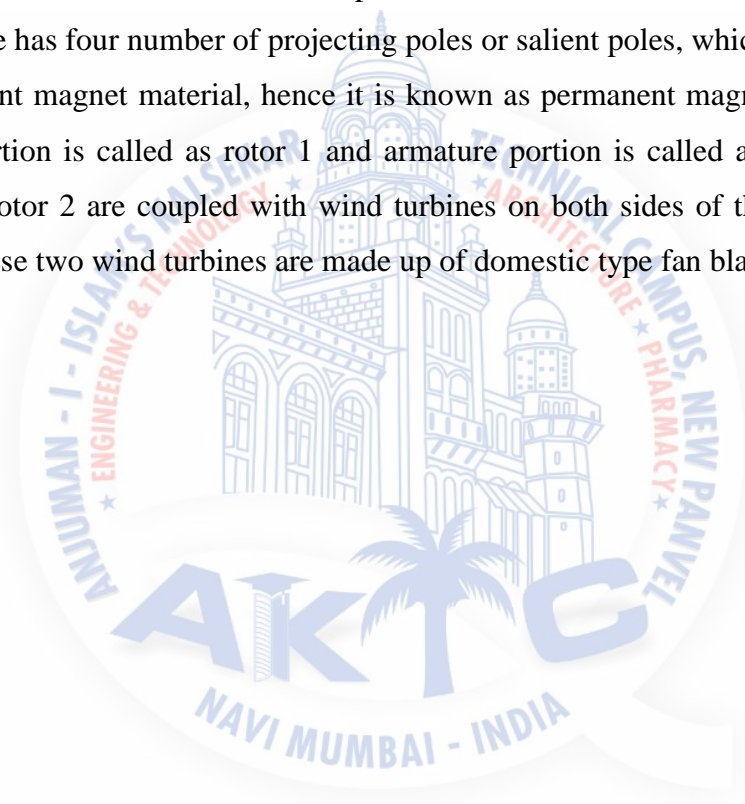 e has four number of projecting poles or salient poles, whic
nt magnet material, hence it is known as permanent magn
rtion is called as rotor 1 and armature portion is called a
otor 2 are coupled with wind turbines on both sides of t
ese two wind turbines are made up of domestic type fan bla
ANJUMAN - I - ISLAM'S KALSEKAR TECHNICAL CAMPUS, NEW PANVEL
★ ENGINEERING & TECHNOLOGY ★ ★ ARCHITECTURE ★ PHARMACY ★
AKTC
NAVI MUMBAI - INDIA